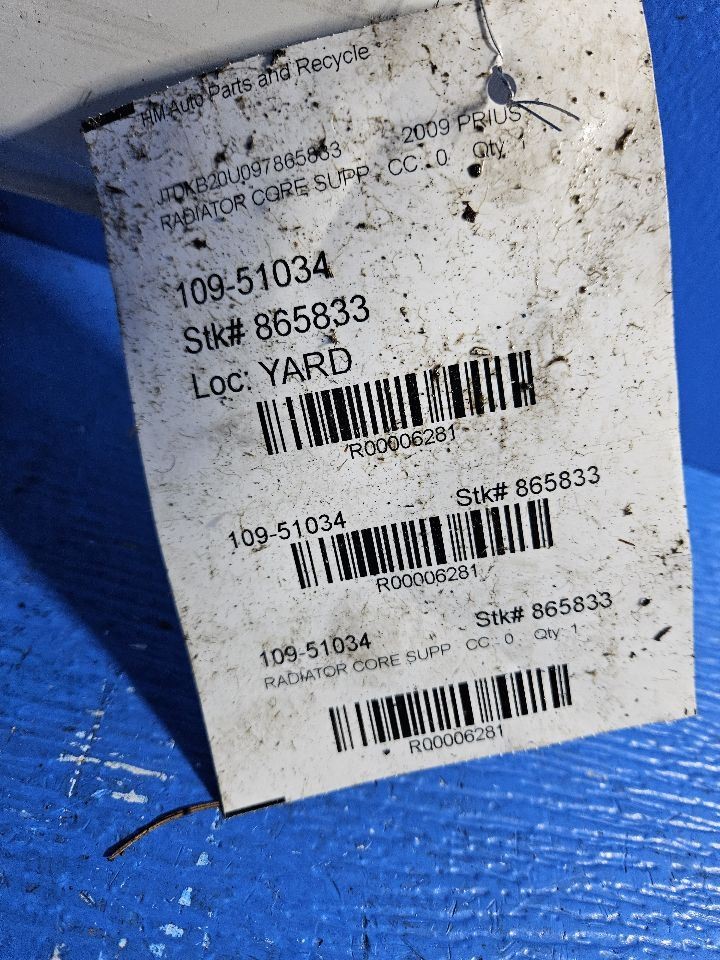 HM Auto Parts and Recycle
2009 PRIUS
JTDKB20U097865833
RADIATOR CORE SUPP CC: 0 Qty: 1
109-51034
Stk# 865833
Loc: YARD
R00006281
109-51034 Stk# 865833
R00006281
109-51034 Stk# 865833
RADIATOR CORE SUPP CC: 0 Qty: 1
R00006281